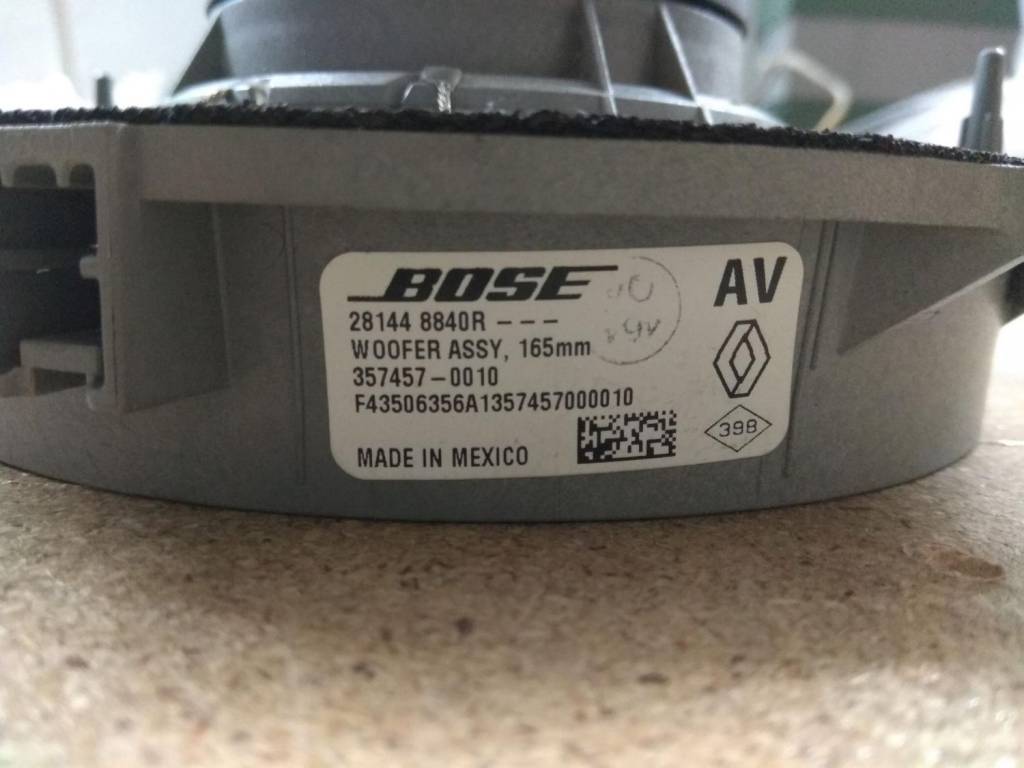 BOSE
AV
28144 8840R ---
WOOFER ASSY, 165mm
357457-0010
F43506356A1357457000010
398
MADE IN MEXICO